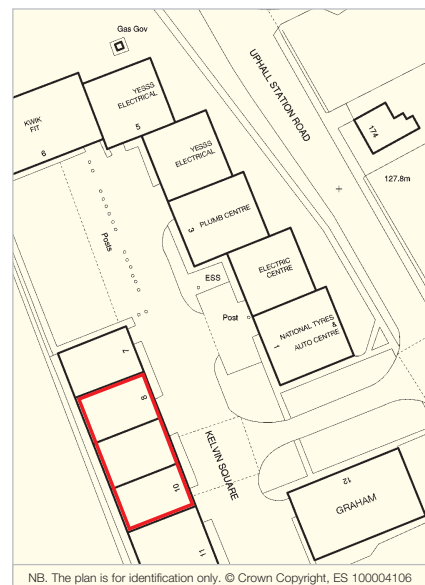 Gas Gov
YESSS
ELECTRICAL
5
KWIK
FIT
6
YESSS
ELECTRICAL
UPHALL STATION ROAD
174
127.8m
3
PLUMB CENTRE
Posts
ESS
ELECTRIC
CENTRE
Post
NATIONAL TYRES
&
AUTO CENTRE
1
7
8
KELVIN SQUARE
10
11
12
GRAHAM
NB. The plan is for identification only. © Crown Copyright, ES 100004106